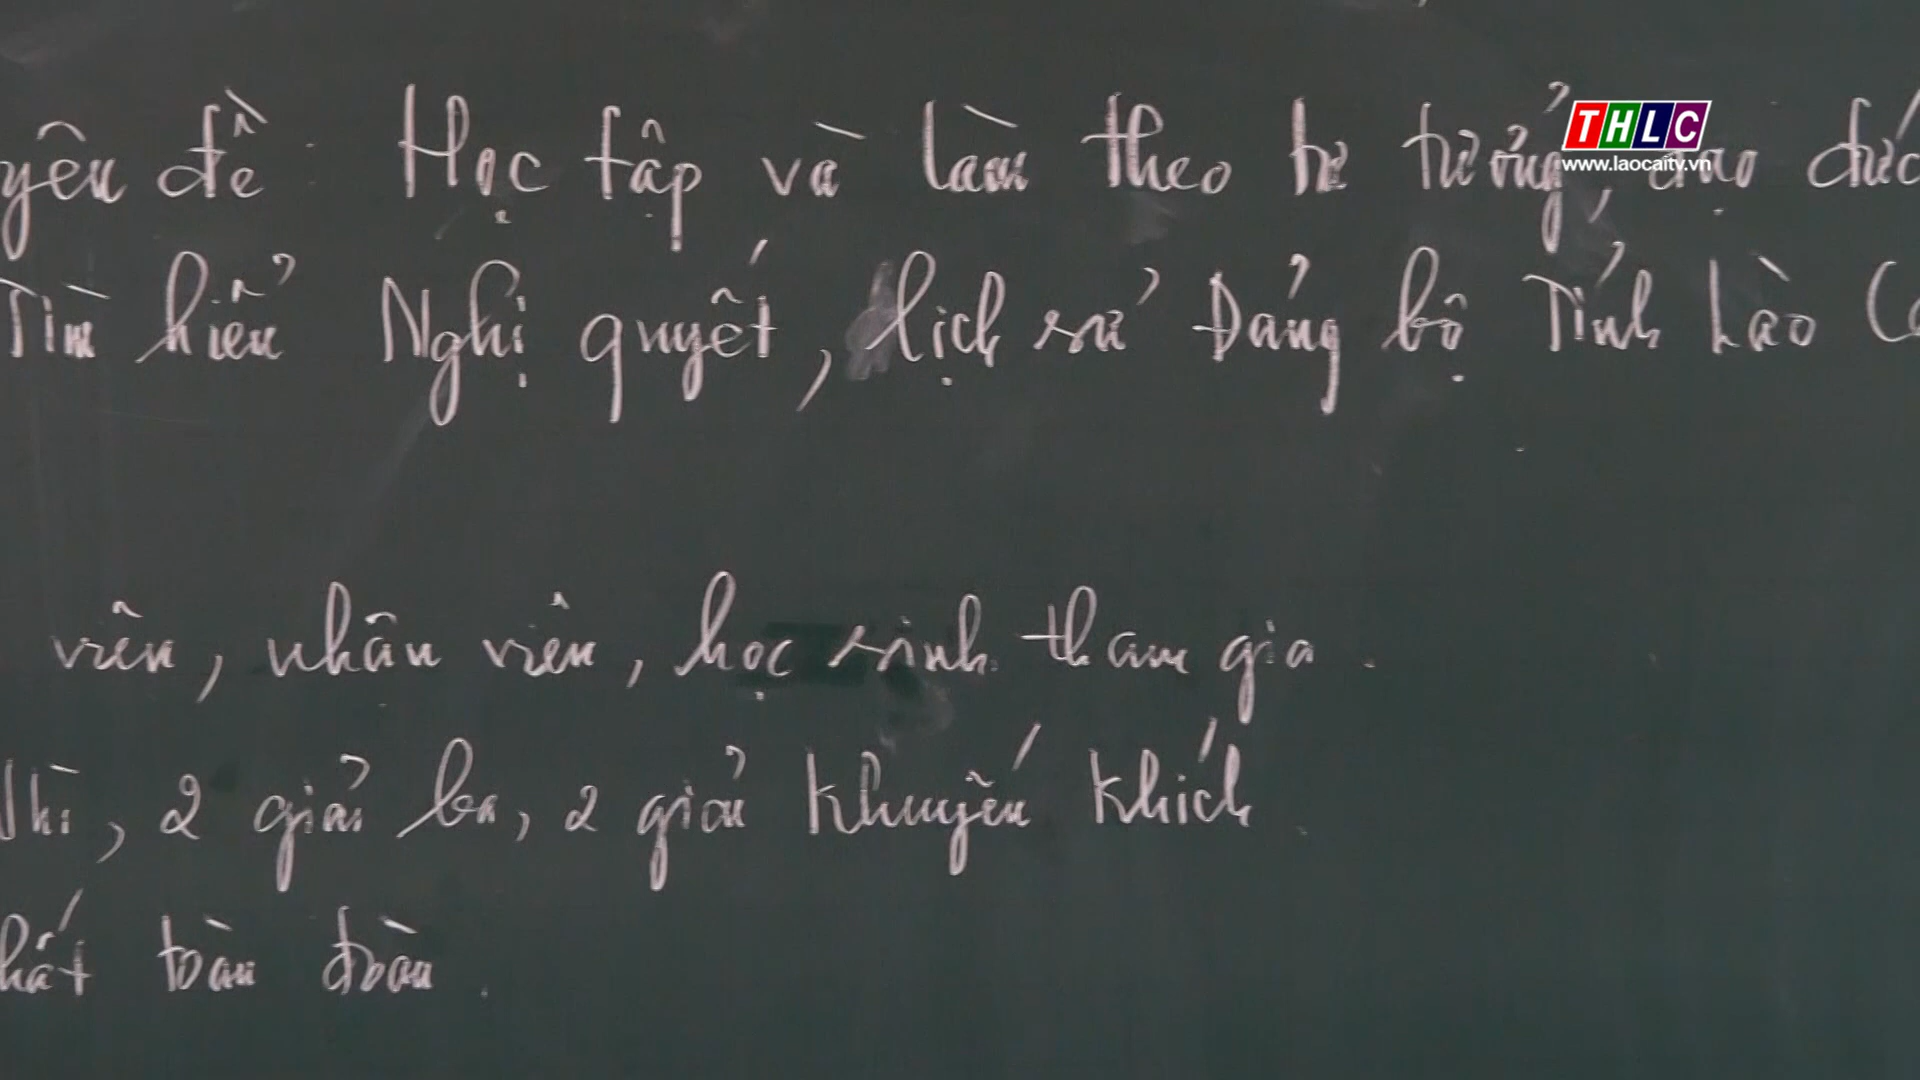 yên đề: Học tập và làm theo tư tưởng, đạo đức
Tìm hiểu Nghị quyết, lịch sử Đảng bộ Tỉnh Lào Ca
viên, nhân viên, học sinh tham gia.
Nhì, 2 giải ba, 2 giải khuyến khích
hất toàn đoàn.
THLC
www.laocaitv.vn